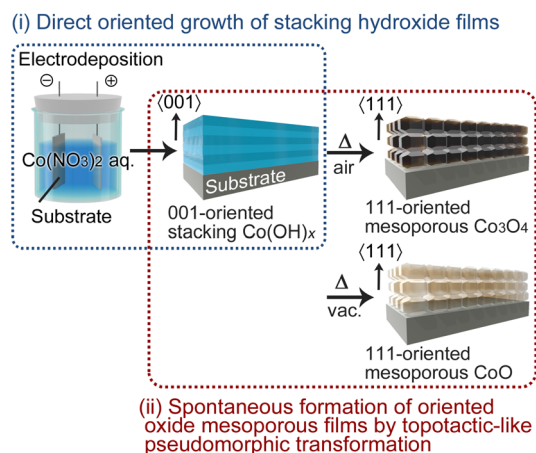 (i) Direct oriented growth of stacking hydroxide films
Electrodeposition
⊖ ⊕
Co(NO₃)₂ aq.
Substrate
⟨001⟩
Substrate
001-oriented
stacking Co(OH)x
Δ
air
⟨111⟩
111-oriented
mesoporous Co₃O₄
Δ
vac.
⟨111⟩
111-oriented
mesoporous CoO
(ii) Spontaneous formation of oriented
oxide mesoporous films by topotactic-like
pseudomorphic transformation